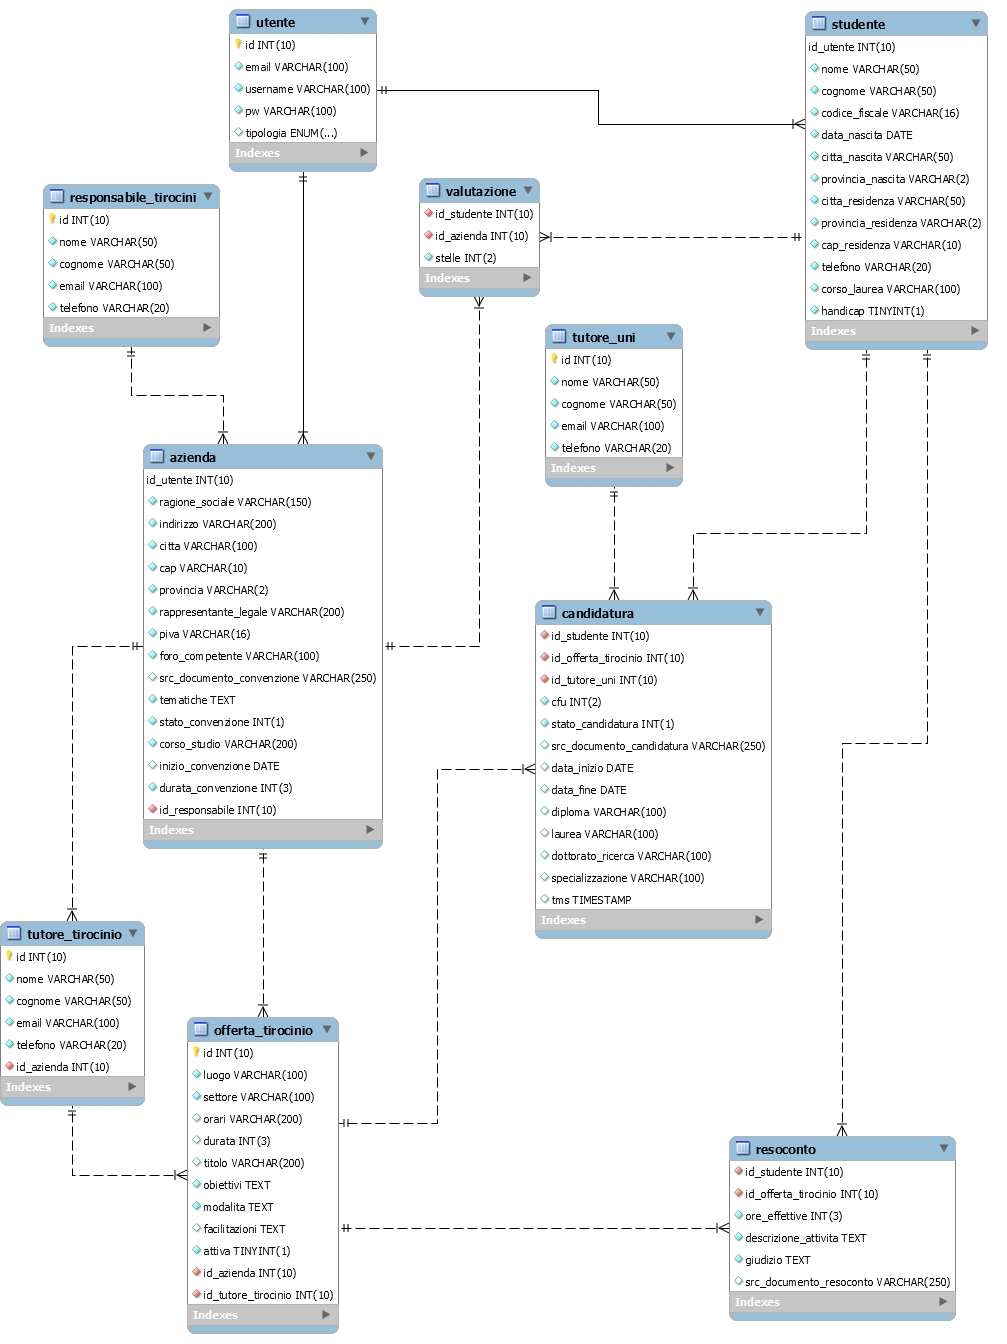 utente
id INT(10)
email VARCHAR(100)
username VARCHAR(100)
pw VARCHAR(100)
tipologia ENUM(...)
Indexes
studente
id_utente INT(10)
nome VARCHAR(50)
cognome VARCHAR(50)
codice_fiscale VARCHAR(16)
data_nascita DATE
citta_nascita VARCHAR(50)
provincia_nascita VARCHAR(2)
citta_residenza VARCHAR(50)
provincia_residenza VARCHAR(2)
cap_residenza VARCHAR(10)
telefono VARCHAR(20)
corso_laurea VARCHAR(100)
handicap TINYINT(1)
Indexes
responsabile_tirocini
id INT(10)
nome VARCHAR(50)
cognome VARCHAR(50)
email VARCHAR(100)
telefono VARCHAR(20)
Indexes
valutazione
id_studente INT(10)
id_azienda INT(10)
stelle INT(2)
Indexes
tutore_uni
id INT(10)
nome VARCHAR(50)
cognome VARCHAR(50)
email VARCHAR(100)
telefono VARCHAR(20)
Indexes
azienda
id_utente INT(10)
ragione_sociale VARCHAR(150)
indirizzo VARCHAR(200)
citta VARCHAR(100)
cap VARCHAR(10)
provincia VARCHAR(2)
rappresentante_legale VARCHAR(200)
piva VARCHAR(16)
foro_competente VARCHAR(100)
src_documento_convenzione VARCHAR(250)
tematiche TEXT
stato_convenzione INT(1)
corso_studio VARCHAR(200)
inizio_convenzione DATE
durata_convenzione INT(3)
id_responsabile INT(10)
Indexes
candidatura
id_studente INT(10)
id_offerta_tirocinio INT(10)
id_tutore_uni INT(10)
cfu INT(2)
stato_candidatura INT(1)
src_documento_candidatura VARCHAR(250)
data_inizio DATE
data_fine DATE
diploma VARCHAR(100)
laurea VARCHAR(100)
dottorato_ricerca VARCHAR(100)
specializzazione VARCHAR(100)
tms TIMESTAMP
Indexes
tutore_tirocinio
id INT(10)
nome VARCHAR(50)
cognome VARCHAR(50)
email VARCHAR(100)
telefono VARCHAR(20)
id_azienda INT(10)
Indexes
offerta_tirocinio
id INT(10)
luogo VARCHAR(100)
settore VARCHAR(100)
orari VARCHAR(200)
durata INT(3)
titolo VARCHAR(200)
obiettivi TEXT
modalita TEXT
facilitazioni TEXT
attiva TINYINT(1)
id_azienda INT(10)
id_tutore_tirocinio INT(10)
Indexes
resoconto
id_studente INT(10)
id_offerta_tirocinio INT(10)
ore_effettive INT(3)
descrizione_attivita TEXT
giudizio TEXT
src_documento_resoconto VARCHAR(250)
Indexes